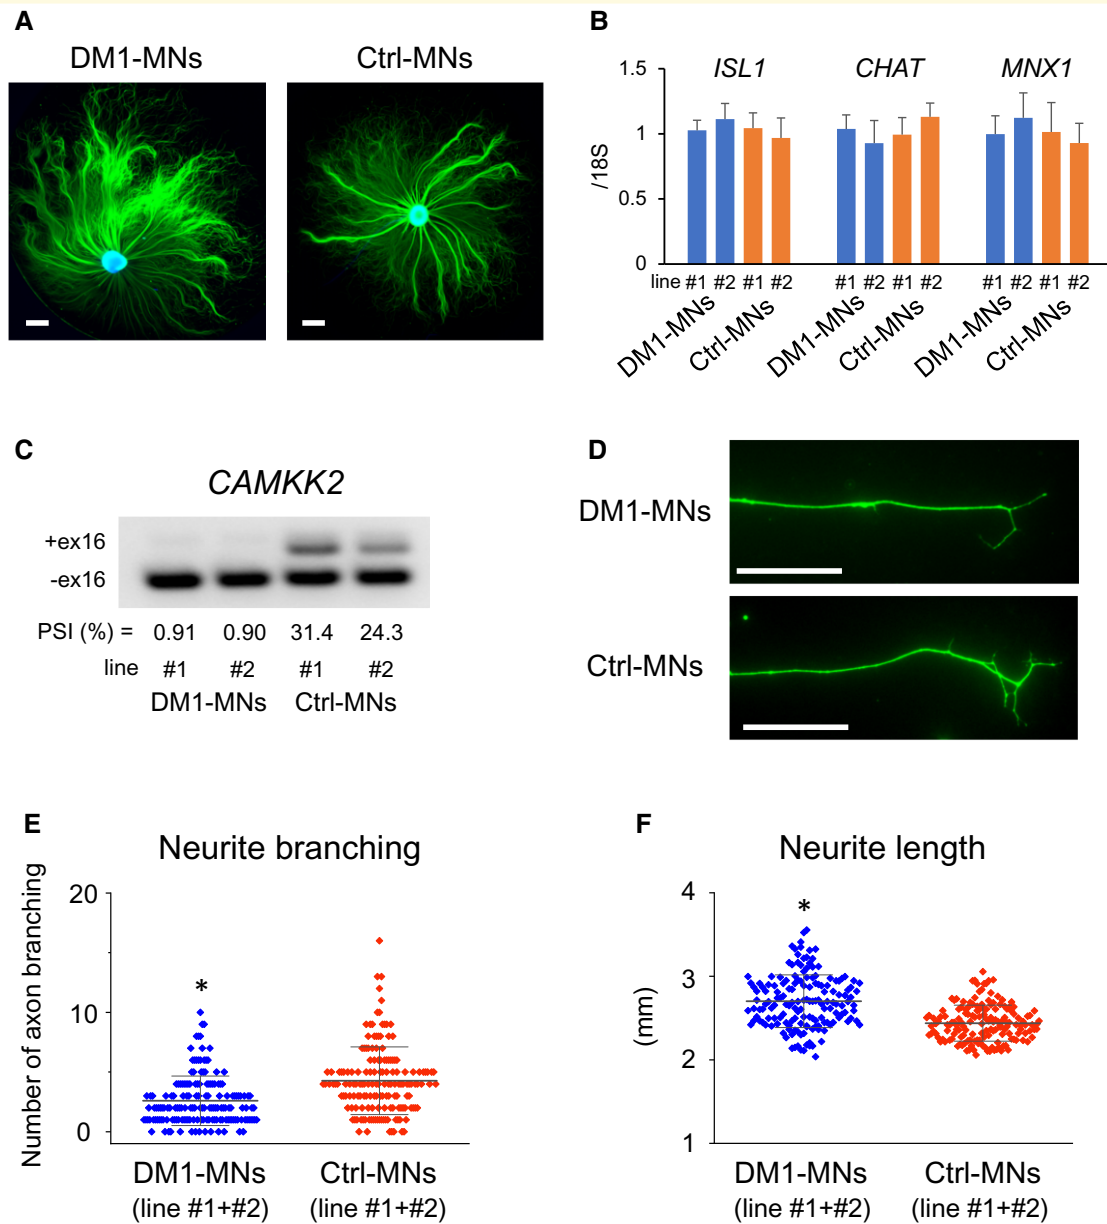 A
DM1-MNs Ctrl-MNs
B
ISL1 CHAT MNX1
1.5
1
0.5
0
/18S
line #1 #2 #1 #2 #1 #2 #1 #2 #1 #2 #1 #2
DM1-MNs Ctrl-MNs DM1-MNs Ctrl-MNs DM1-MNs Ctrl-MNs
C
CAMKK2
+ex16
-ex16
PSI (%) = 0.91 0.90 31.4 24.3
line #1 #2 #1 #2
DM1-MNs Ctrl-MNs
D
DM1-MNs
Ctrl-MNs
E
Neurite branching
Number of axon branching
20
10
0
*
DM1-MNs Ctrl-MNs
(line #1+#2) (line #1+#2)
F
Neurite length
(mm)
4
3
2
1
*
DM1-MNs Ctrl-MNs
(line #1+#2) (line #1+#2)